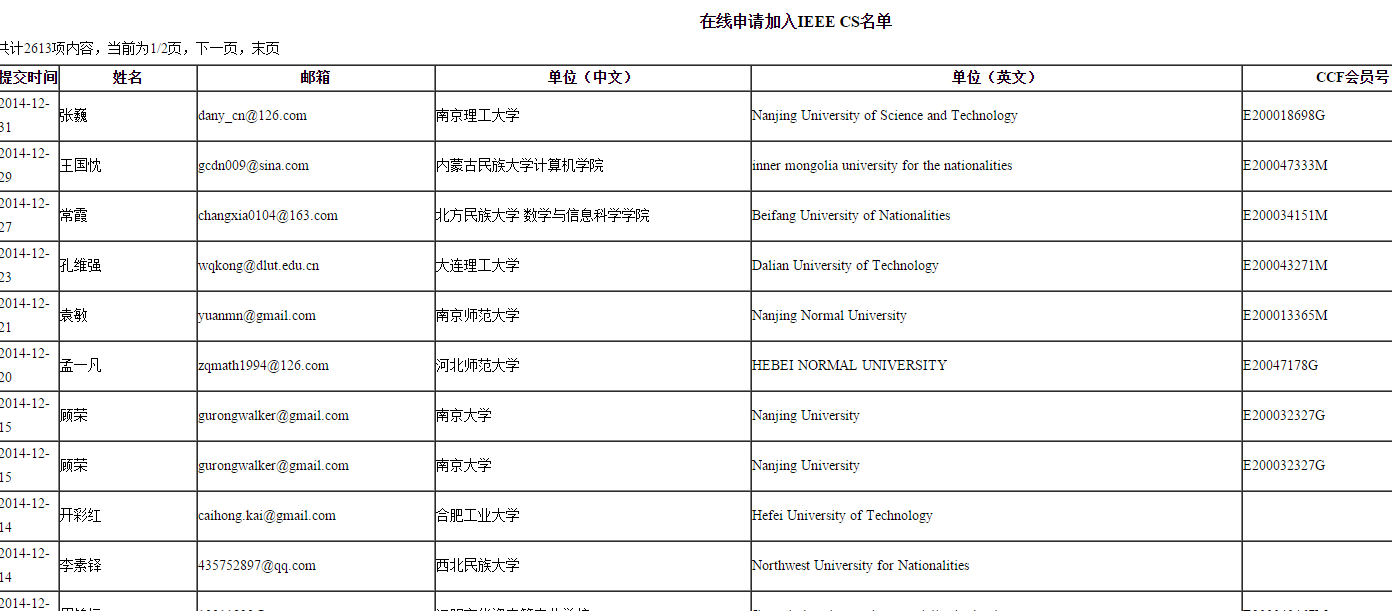 在线申请加入IEEE CS名单
共计2613项内容，当前为1/2页，下一页，末页
提交时间 姓名 邮箱 单位（中文） 单位（英文） CCF会员号
2014-12-31 张巍 dany_cn@126.com 南京理工大学 Nanjing University of Science and Technology E200018698G
2014-12-29 王国忱 gcdn009@sina.com 内蒙古民族大学计算机学院 inner mongolia university for the nationalities E200047333M
2014-12-27 常霞 changxia0104@163.com 北方民族大学 数学与信息科学学院 Beifang University of Nationalities E200034151M
2014-12-23 孔维强 wqkong@dlut.edu.cn 大连理工大学 Dalian University of Technology E200043271M
2014-12-21 袁敏 yuanmn@gmail.com 南京师范大学 Nanjing Normal University E200013365M
2014-12-20 孟一凡 zqmath1994@126.com 河北师范大学 HEBEI NORMAL UNIVERSITY E20047178G
2014-12-15 顾荣 gurongwalker@gmail.com 南京大学 Nanjing University E200032327G
2014-12-15 顾荣 gurongwalker@gmail.com 南京大学 Nanjing University E200032327G
2014-12-14 开彩红 caihong.kai@gmail.com 合肥工业大学 Hefei University of Technology
2014-12-14 李素铎 435752897@qq.com 西北民族大学 Northwest University for Nationalities
2014-12-